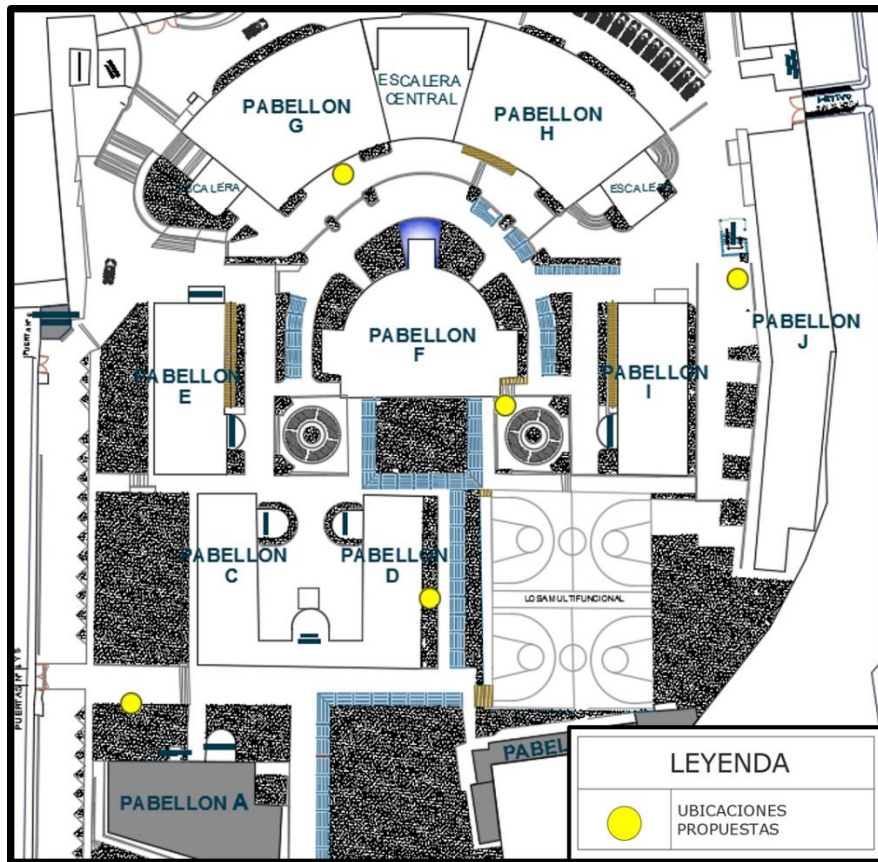 ESCALERA
CENTRAL
PABELLON
G
PABELLON
H
ESCALERA
ESCALERA
PABELLON
F
PABELLON
J
PABELLON
E
PABELLON
I
PABELLON
C
PABELLON
D
LOSA MULTIFUNCIONAL
PABELLON A
LEYENDA
UBICACIONES
PROPUESTAS